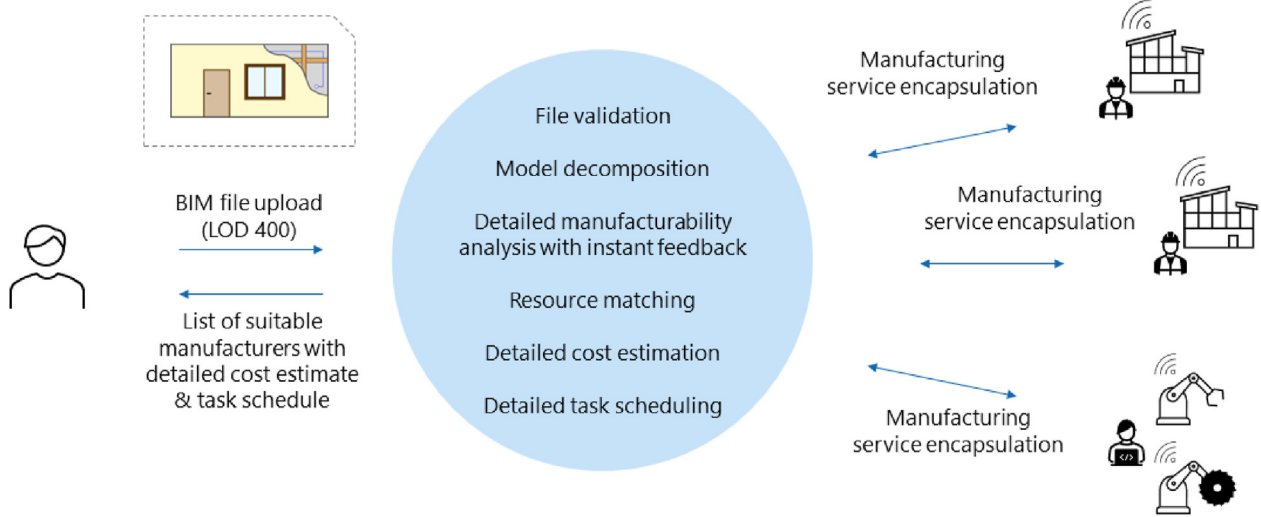 BIM file upload
(LOD 400)
List of suitable
manufacturers with
detailed cost estimate
& task schedule
File validation
Model decomposition
Detailed manufacturability
analysis with instant feedback
Resource matching
Detailed cost estimation
Detailed task scheduling
Manufacturing
service encapsulation
Manufacturing
service encapsulation
Manufacturing
service encapsulation